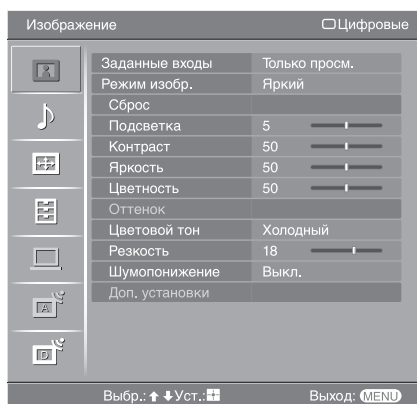 Изображение Цифровые
Заданные входы Только просм.
Режим изобр. Яркий
Сброс
Подсветка 5
Контраст 50
Яркость 50
Цветность 50
Оттенок
Цветовой тон Холодный
Резкость 18
Шумопонижение Выкл.
Доп. установки
A
D
Выбр.: Уст.: Выход: MENU